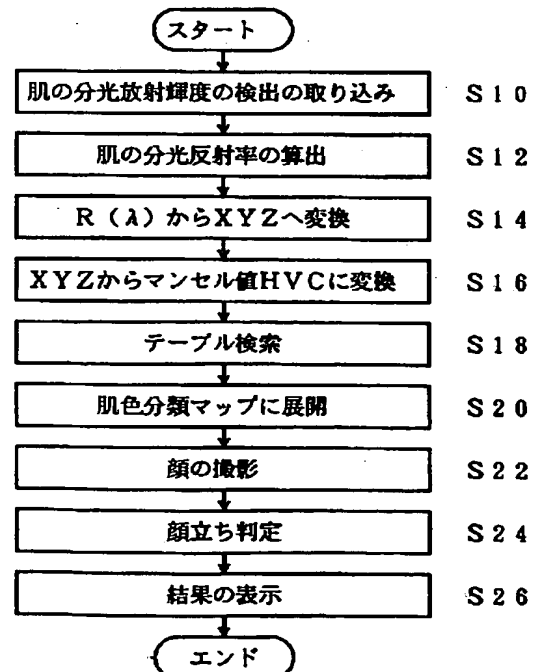 スタート
肌の分光放射輝度の検出の取り込み S10
肌の分光反射率の算出 S12
R(λ)からXYZへ変換 S14
XYZからマンセル値HVCに変換 S16
テーブル検索 S18
肌色分類マップに展開 S20
顔の撮影 S22
顔立ち判定 S24
結果の表示 S26
エンド